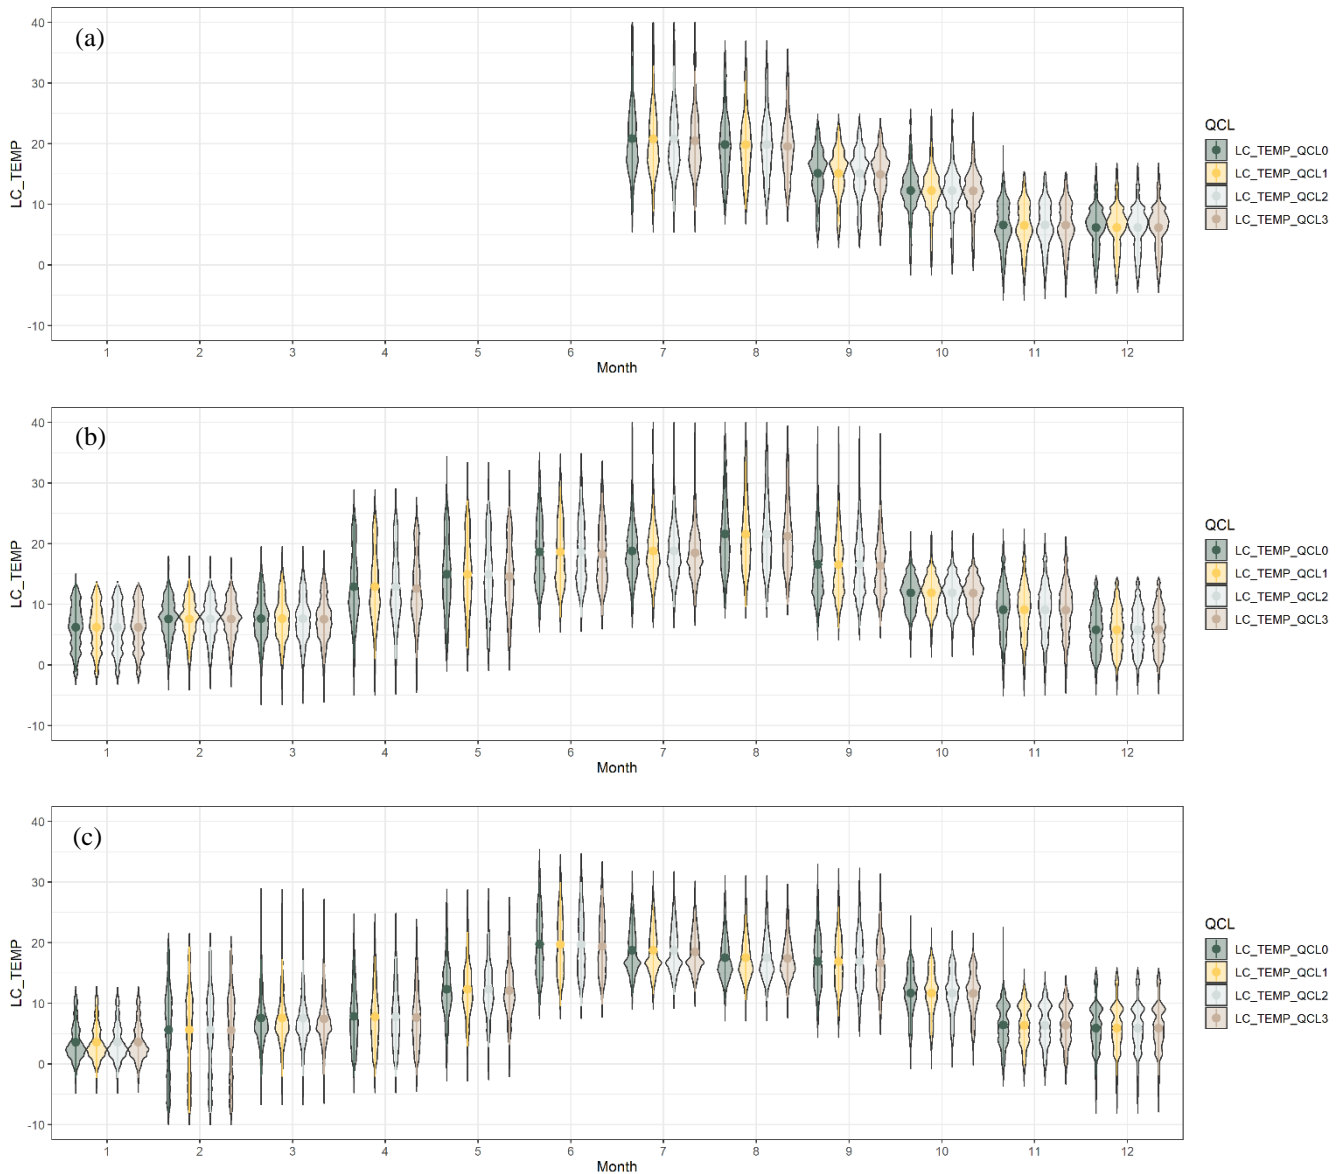 (a)
LC_TEMP
40
30
20
10
0
-10
1 2 3 4 5 6 7 8 9 10 11 12
Month
QCL
LC_TEMP_QCL0
LC_TEMP_QCL1
LC_TEMP_QCL2
LC_TEMP_QCL3
(b)
LC_TEMP
40
30
20
10
0
-10
1 2 3 4 5 6 7 8 9 10 11 12
Month
QCL
LC_TEMP_QCL0
LC_TEMP_QCL1
LC_TEMP_QCL2
LC_TEMP_QCL3
(c)
LC_TEMP
40
30
20
10
0
-10
1 2 3 4 5 6 7 8 9 10 11 12
Month
QCL
LC_TEMP_QCL0
LC_TEMP_QCL1
LC_TEMP_QCL2
LC_TEMP_QCL3